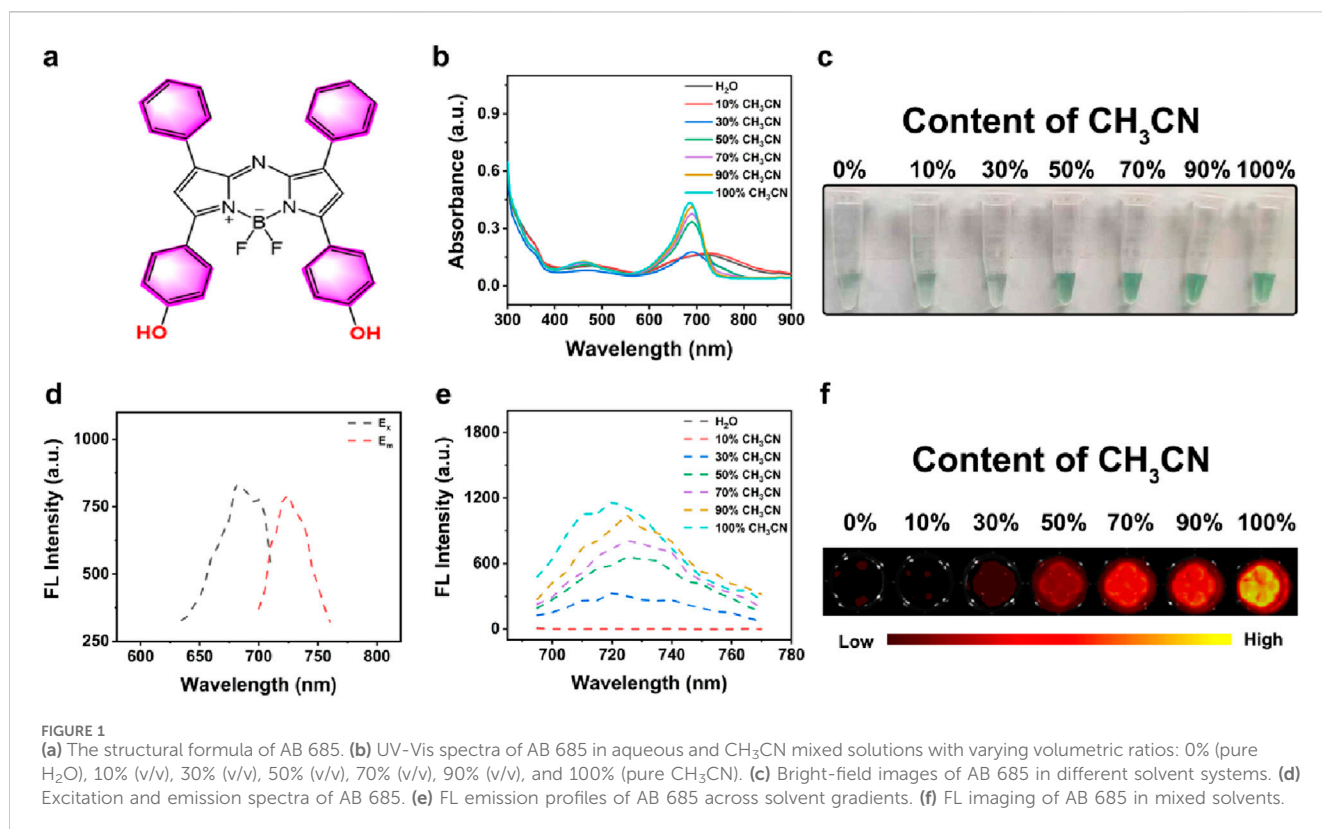 a
N
N
+
N
B
−
F
F
HO
OH
b
Absorbance (a.u.)
0.9
0.6
0.3
0.0
300 400 500 600 700 800 900
Wavelength (nm)
H₂O
10% CH₃CN
30% CH₃CN
50% CH₃CN
70% CH₃CN
90% CH₃CN
100% CH₃CN
c
Content of CH₃CN
0% 10% 30% 50% 70% 90% 100%
d
FL Intensity (a.u.)
1000
750
500
250
600 650 700 750 800
Wavelength (nm)
Eₓ
Eₘ
e
FL Intensity (a.u.)
1800
1200
600
0
700 720 740 760 780
Wavelength (nm)
H₂O
10% CH₃CN
30% CH₃CN
50% CH₃CN
70% CH₃CN
90% CH₃CN
100% CH₃CN
f
Content of CH₃CN
0% 10% 30% 50% 70% 90% 100%
Low High
FIGURE 1
(a) The structural formula of AB 685. (b) UV-Vis spectra of AB 685 in aqueous and CH₃CN mixed solutions with varying volumetric ratios: 0% (pure
H₂O), 10% (v/v), 30% (v/v), 50% (v/v), 70% (v/v), 90% (v/v), and 100% (pure CH₃CN). (c) Bright-field images of AB 685 in different solvent systems. (d)
Excitation and emission spectra of AB 685. (e) FL emission profiles of AB 685 across solvent gradients. (f) FL imaging of AB 685 in mixed solvents.